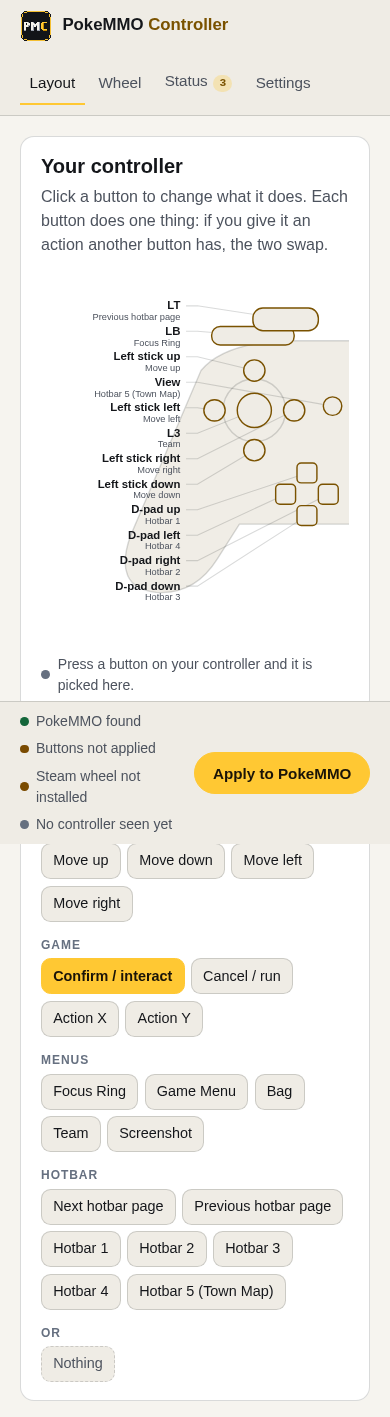 PMC PokeMMO Controller
Layout Wheel Status 3 Settings
Your controller
Click a button to change what it does. Each
button does one thing: if you give it an
action another button has, the two swap.
LT
Previous hotbar page
LB
Focus Ring
Left stick up
Move up
View
Hotbar 5 (Town Map)
Left stick left
Move left
L3
Team
Left stick right
Move right
Left stick down
Move down
D-pad up
Hotbar 1
D-pad left
Hotbar 4
D-pad right
Hotbar 2
D-pad down
Hotbar 3
Press a button on your controller and it is
picked here.
PokeMMO found
Buttons not applied
Steam wheel not
installed
No controller seen yet
Apply to PokeMMO
Move up Move down Move left
Move right
GAME
Confirm / interact Cancel / run
Action X Action Y
MENUS
Focus Ring Game Menu Bag
Team Screenshot
HOTBAR
Next hotbar page Previous hotbar page
Hotbar 1 Hotbar 2 Hotbar 3
Hotbar 4 Hotbar 5 (Town Map)
OR
Nothing